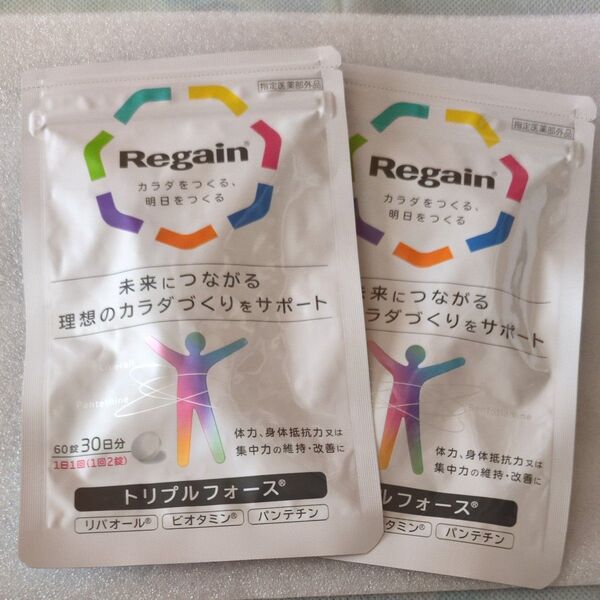 指定医薬部外品
Regain®
カラダをつくる、
明日をつくる
未来につながる
理想のカラダづくりをサポート
Pantethine
60錠30日分
1日1回(1回2錠)
体力、身体抵抗力又は
集中力の維持・改善に
トリプルフォース®
リバオール®
ビオタミン®
パンテチン
指定医薬部外品
Regain®
カラダをつくる、
明日をつくる
未来につながる
ラダづくりをサポート
体力、身体抵抗力又は
集中力の維持・改善に
ルフォース®
タミン®
パンテチン